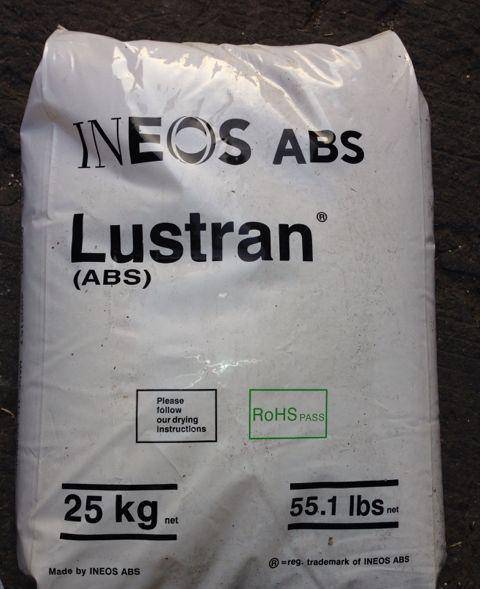 INEOS ABS
Lustran®
(ABS)
Please
follow
our drying
instructions
RoHS PASS
25 kg net
55.1 lbs net
Made by INEOS ABS
® =reg. trademark of INEOS ABS